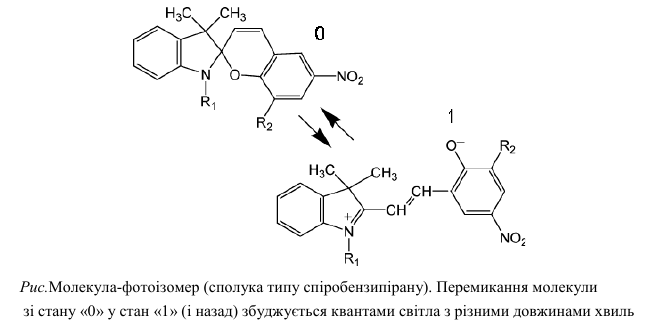 0
H₃C CH₃
N O NO₂
R₁
R₂
1
O⁻ R₂
H₃C CH₃
CH CH
+
N NO₂
R₁
Рис.Молекула-фотоізомер (сполука типу спіробензипірану). Перемикання молекули
зі стану «0» у стан «1» (і назад) збуджується квантами світла з різними довжинами хвиль